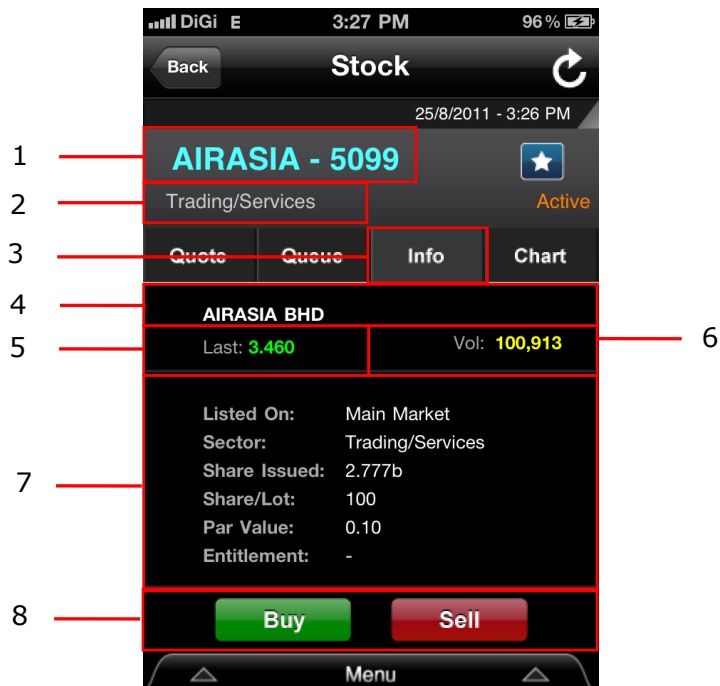 DiGi E 3:27 PM 96 %
Back Stock
25/8/2011 - 3:26 PM
1 AIRASIA - 5099
2 Trading/Services Active
3 Quote Queue Info Chart
4 AIRASIA BHD
5 Last: 3.460 Vol: 100,913 6
Listed On: Main Market
Sector: Trading/Services
7 Share Issued: 2.777b
Share/Lot: 100
Par Value: 0.10
Entitlement: -
8 Buy Sell
Menu